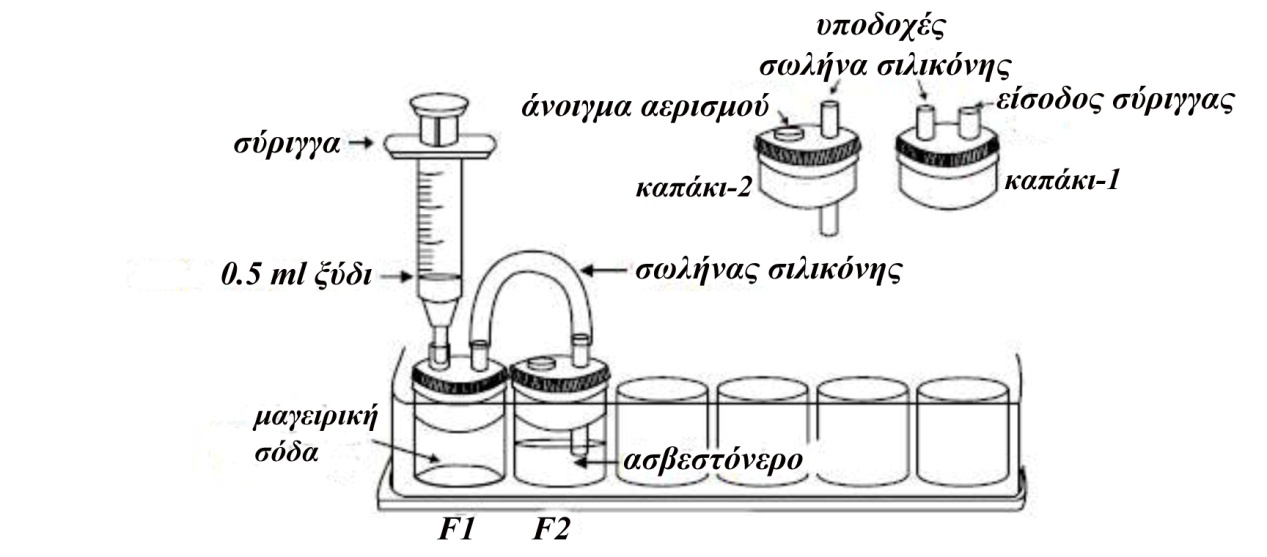 υποδοχές
σωλήνα σιλικόνης
άνοιγμα αερισμού
είσοδος σύριγγας
σύριγγα
καπάκι-2
καπάκι-1
0.5 ml ξύδι
σωλήνας σιλικόνης
μαγειρική
σόδα
ασβεστόνερο
F1
F2